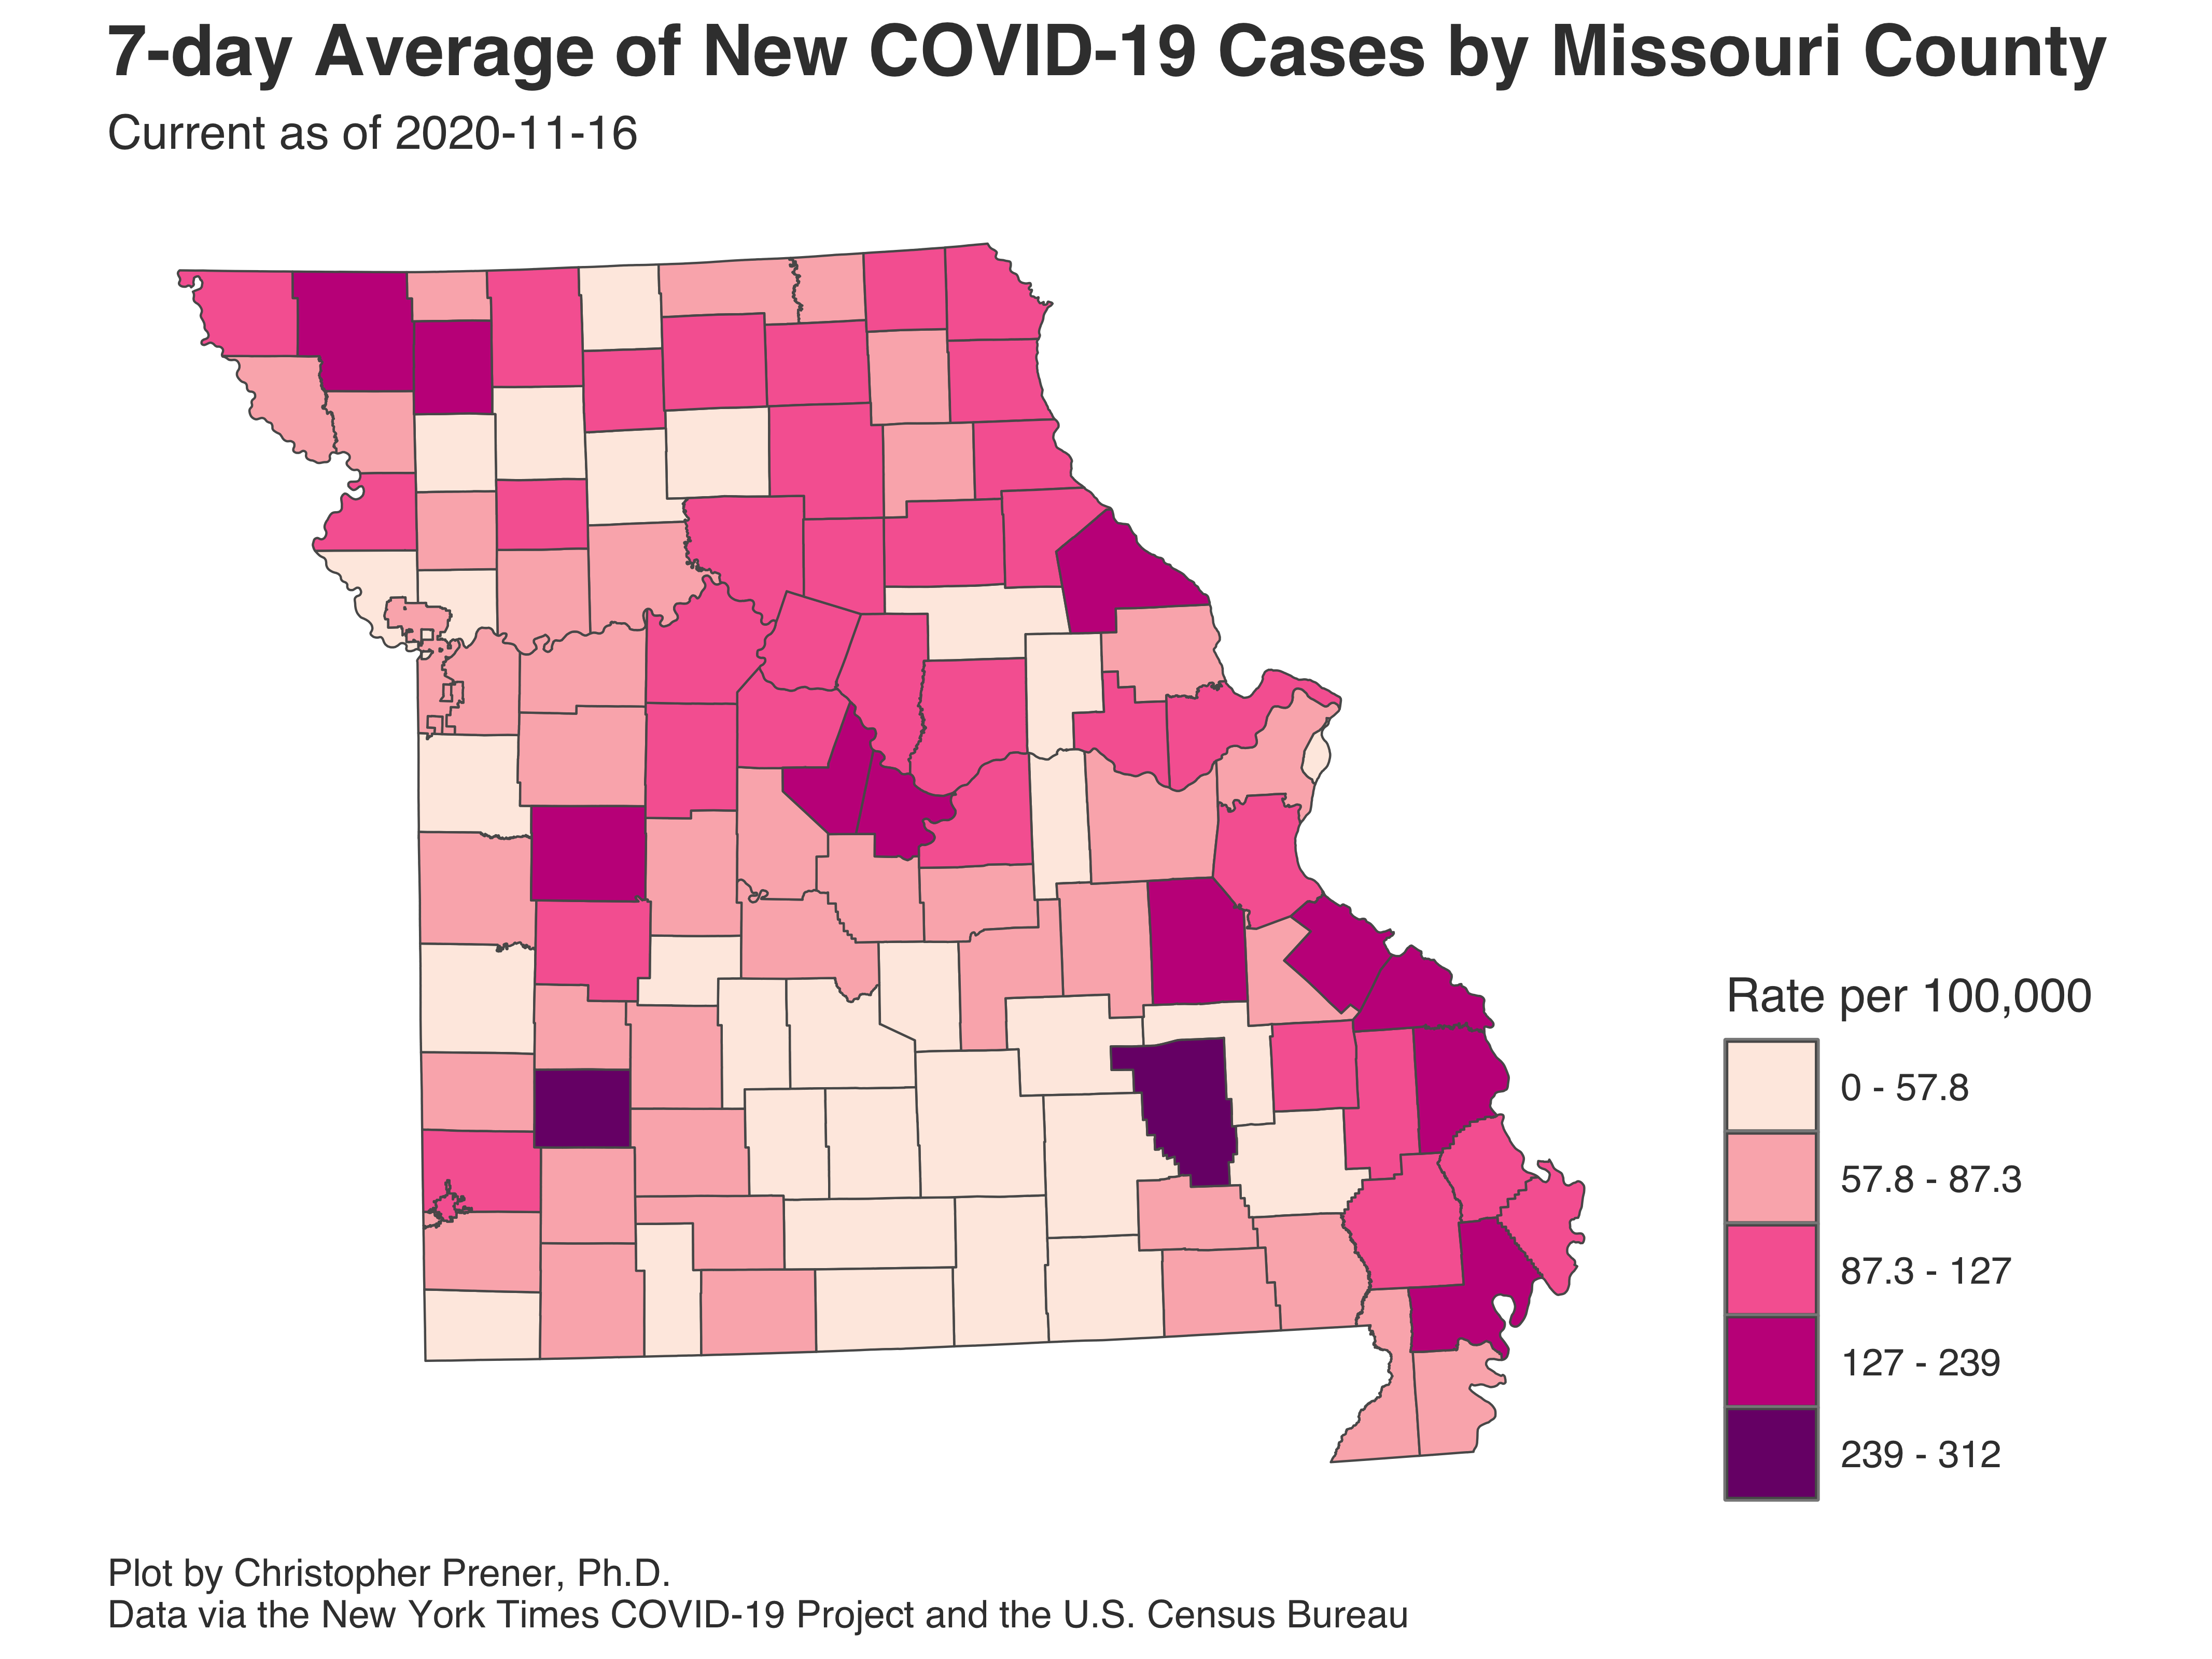 7-day Average of New COVID-19 Cases by Missouri County
Current as of 2020-11-16
Rate per 100,000
0 - 57.8
57.8 - 87.3
87.3 - 127
127 - 239
239 - 312
Plot by Christopher Prener, Ph.D.
Data via the New York Times COVID-19 Project and the U.S. Census Bureau